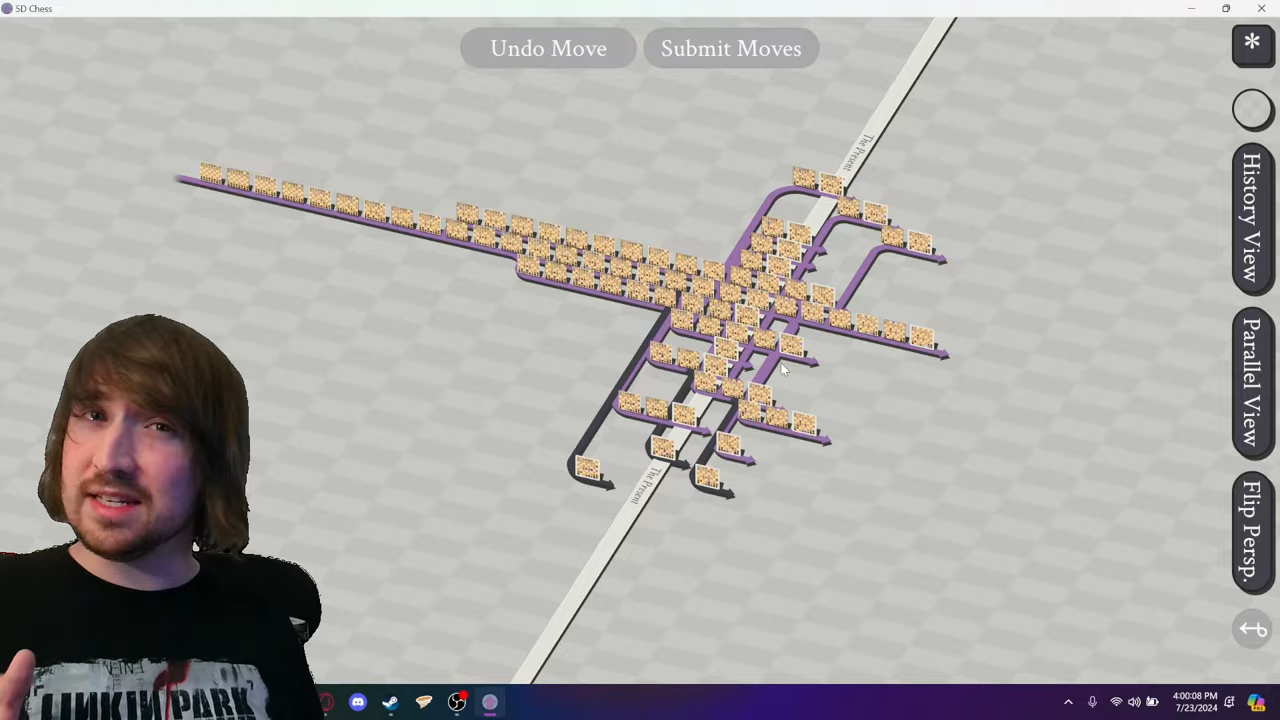 5D Chess
Undo Move
Submit Moves
The Present
History View
Parallel View
Flip Persp.
The Present
LINKIN PARK
4:00:08 PM
7/23/2024